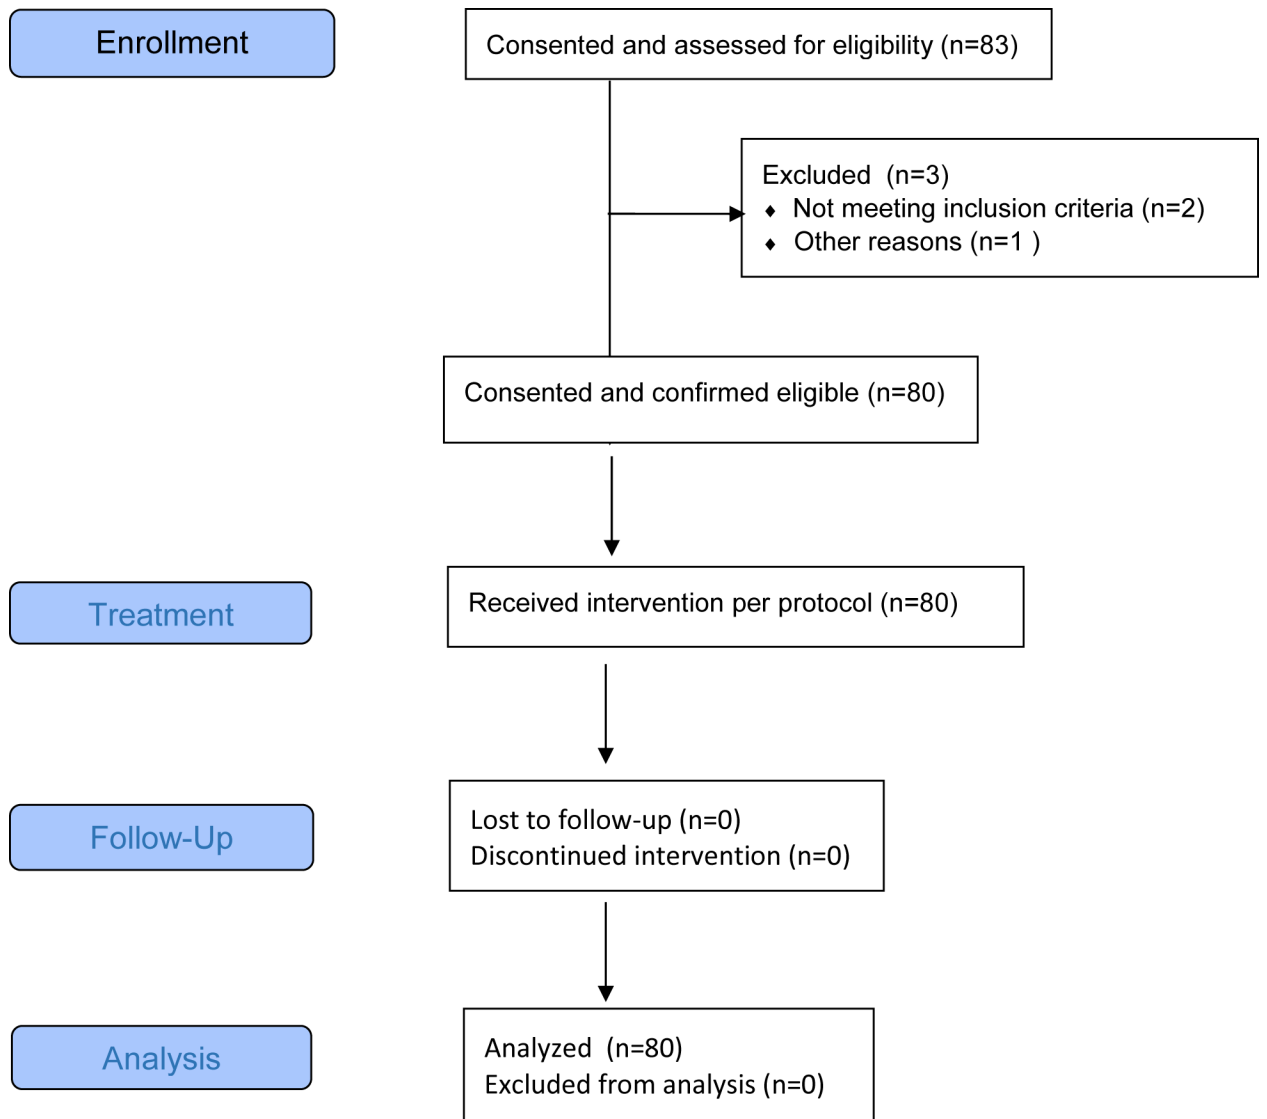 Enrollment
Consented and assessed for eligibility (n=83)
Excluded  (n=3)
♦ Not meeting inclusion criteria (n=2)
♦ Other reasons (n=1 )
Consented and confirmed eligible (n=80)
Treatment
Received intervention per protocol (n=80)
Follow-Up
Lost to follow-up (n=0)
Discontinued intervention (n=0)
Analysis
Analyzed  (n=80)
Excluded from analysis (n=0)